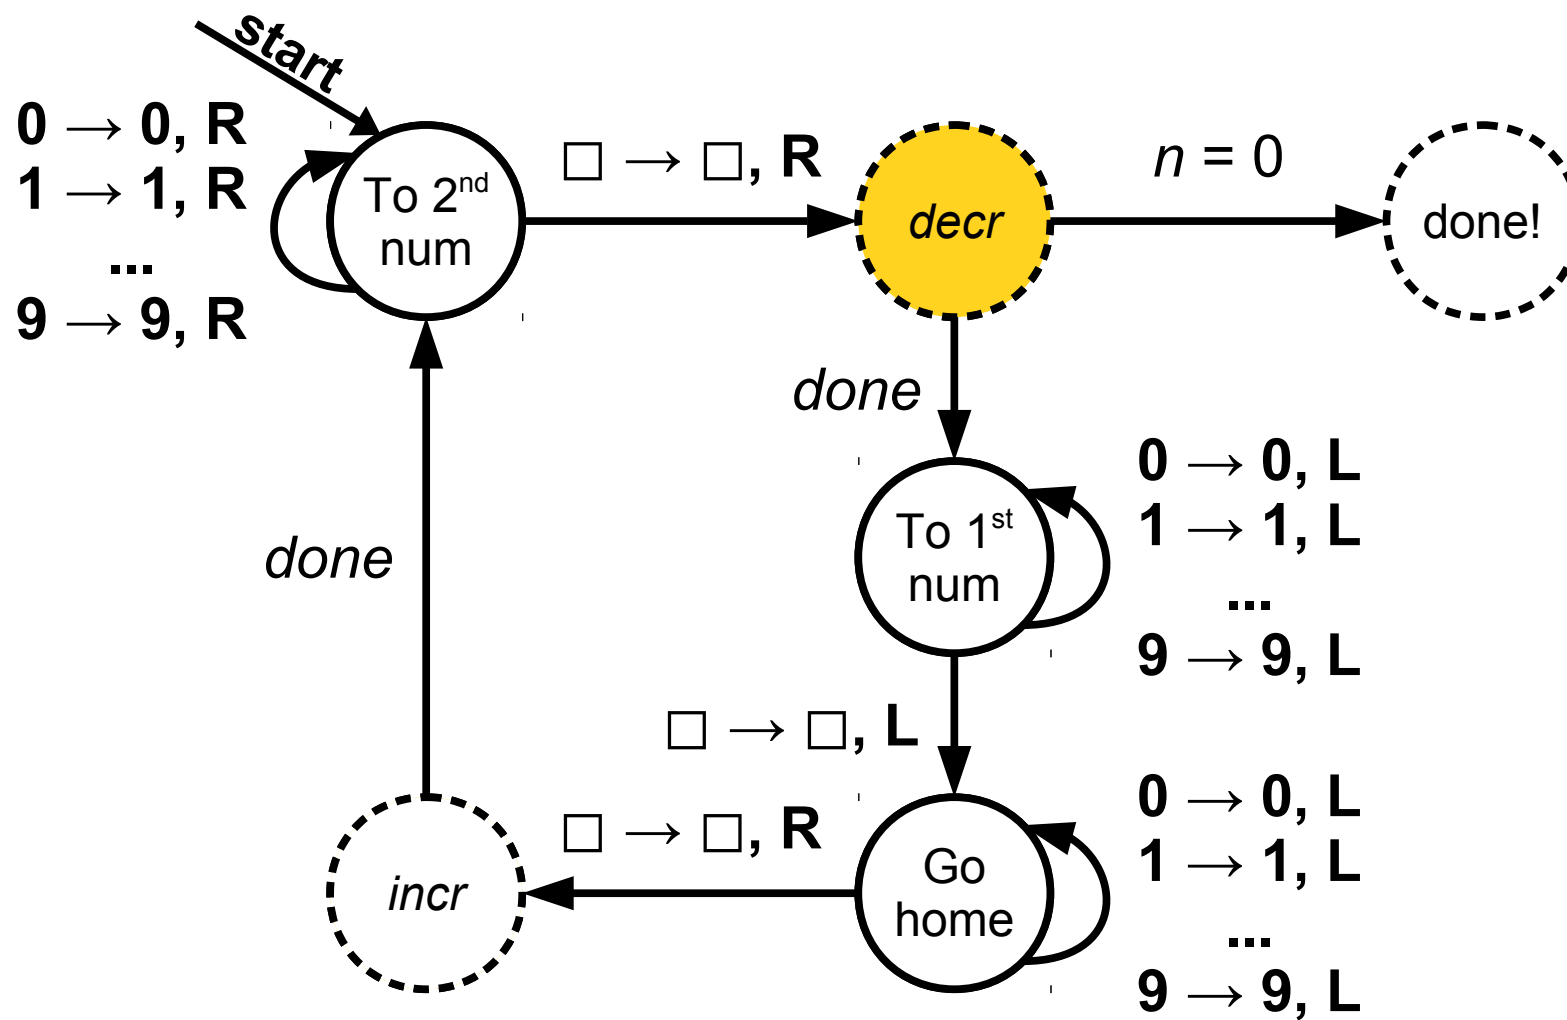 start
0 → 0, R
1 → 1, R
...
9 → 9, R
To 2nd
num
□ → □, R
decr
n = 0
done!
done
To 1st
num
0 → 0, L
1 → 1, L
...
9 → 9, L
done
□ → □, L
Go
home
0 → 0, L
1 → 1, L
...
9 → 9, L
□ → □, R
incr